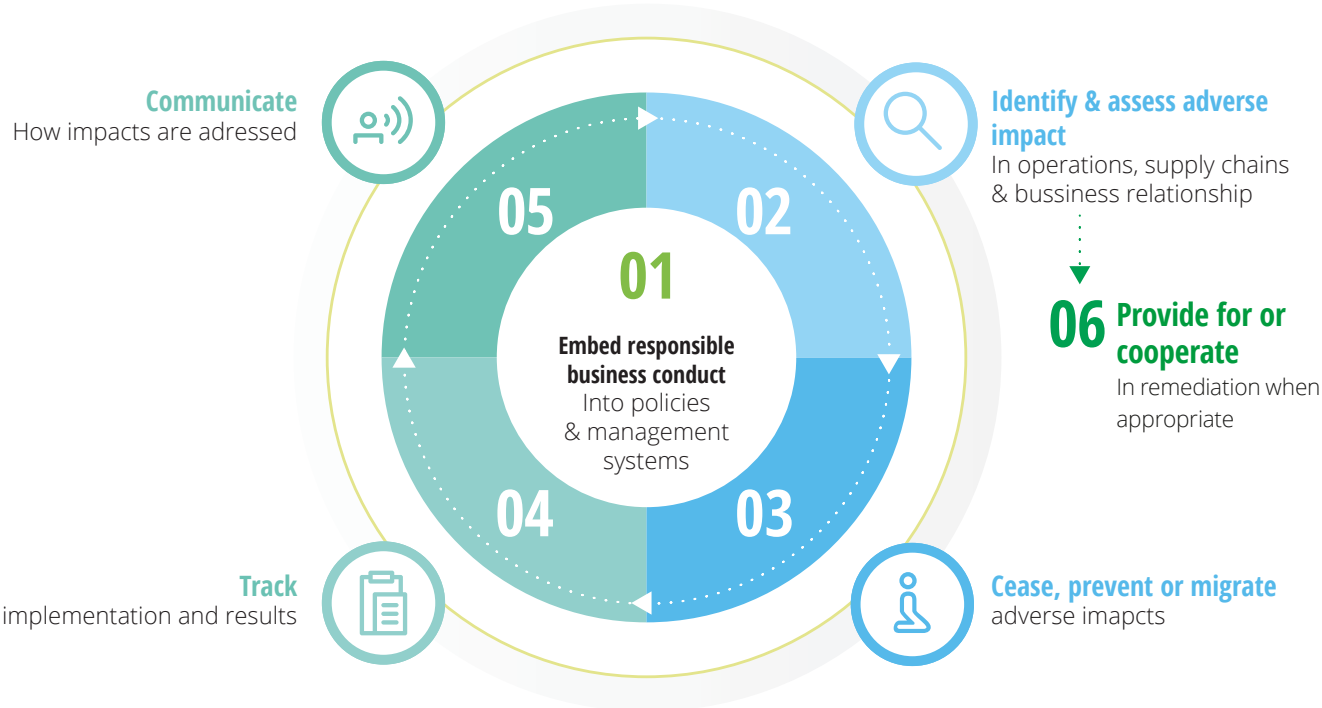 Communicate
How impacts are adressed
05
02
Identify & assess adverse
impact
In operations, supply chains
& bussiness relationship
01
Embed responsible
business conduct
Into policies
& management
systems
06
Provide for or
cooperate
In remediation when
appropriate
04
03
Track
implementation and results
Cease, prevent or migrate
adverse imapcts